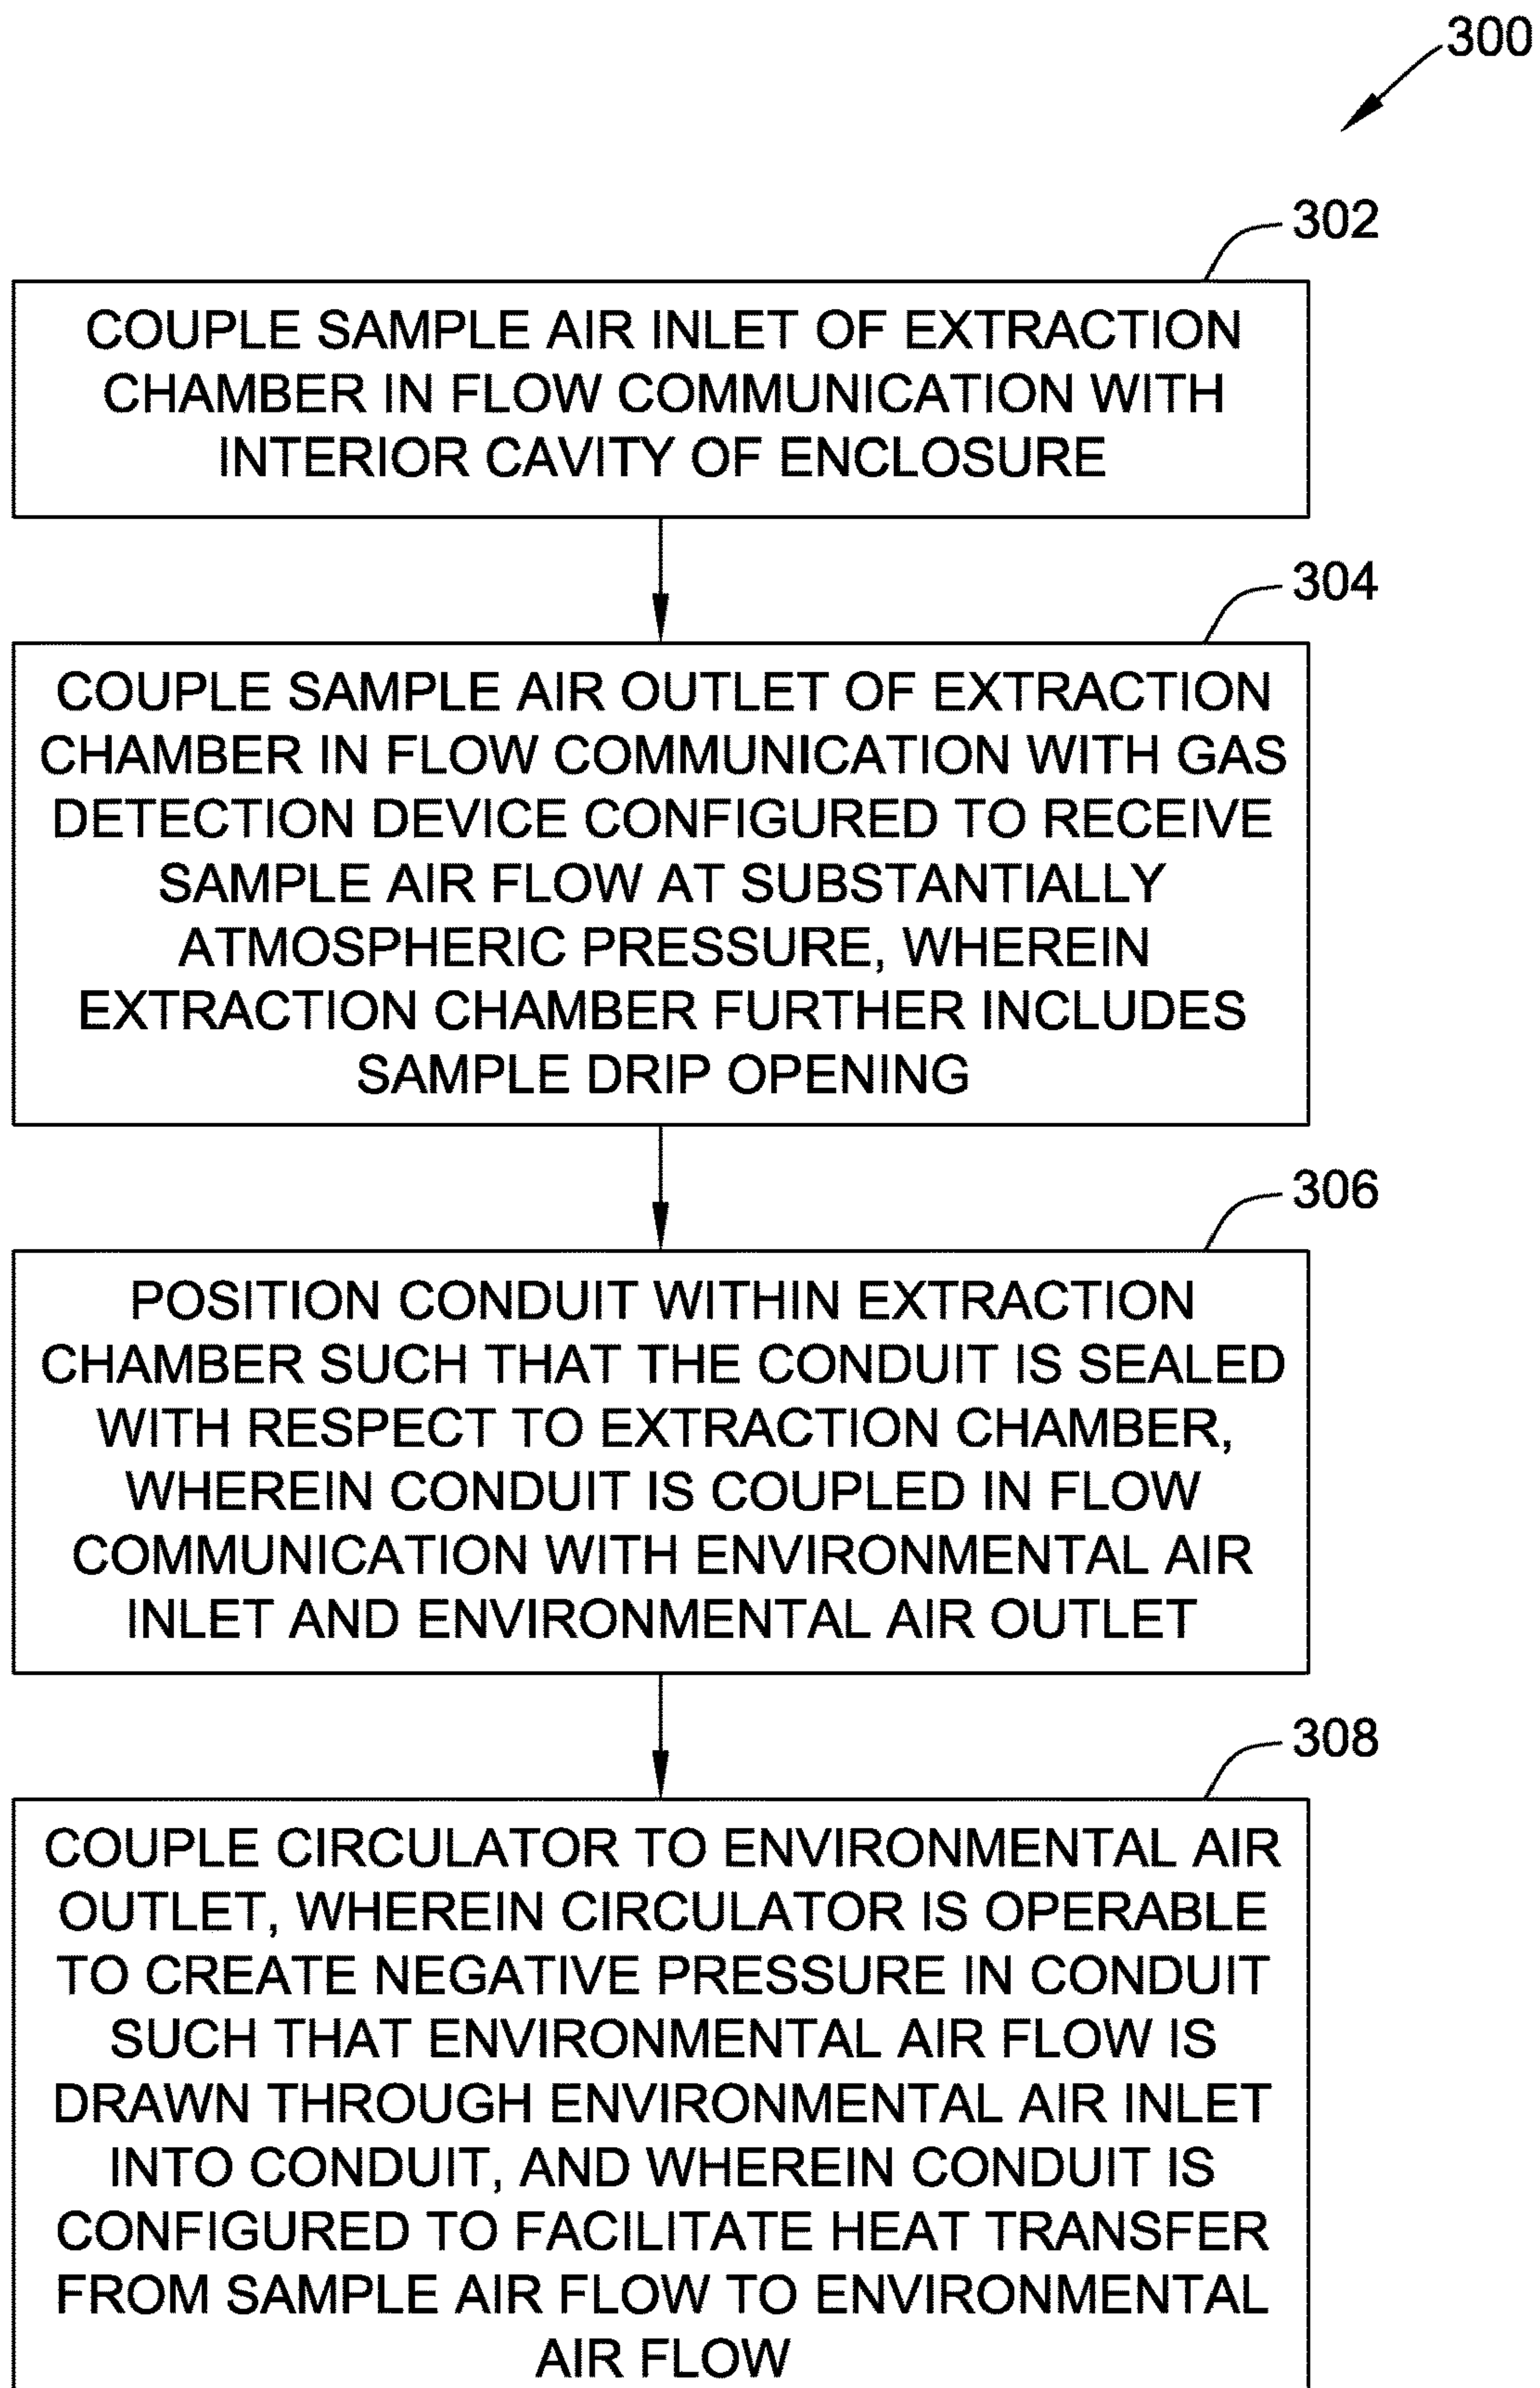 300
302
COUPLE SAMPLE AIR INLET OF EXTRACTION
CHAMBER IN FLOW COMMUNICATION WITH
INTERIOR CAVITY OF ENCLOSURE
304
COUPLE SAMPLE AIR OUTLET OF EXTRACTION
CHAMBER IN FLOW COMMUNICATION WITH GAS
DETECTION DEVICE CONFIGURED TO RECEIVE
SAMPLE AIR FLOW AT SUBSTANTIALLY
ATMOSPHERIC PRESSURE, WHEREIN
EXTRACTION CHAMBER FURTHER INCLUDES
SAMPLE DRIP OPENING
306
POSITION CONDUIT WITHIN EXTRACTION
CHAMBER SUCH THAT THE CONDUIT IS SEALED
WITH RESPECT TO EXTRACTION CHAMBER,
WHEREIN CONDUIT IS COUPLED IN FLOW
COMMUNICATION WITH ENVIRONMENTAL AIR
INLET AND ENVIRONMENTAL AIR OUTLET
308
COUPLE CIRCULATOR TO ENVIRONMENTAL AIR
OUTLET, WHEREIN CIRCULATOR IS OPERABLE
TO CREATE NEGATIVE PRESSURE IN CONDUIT
SUCH THAT ENVIRONMENTAL AIR FLOW IS
DRAWN THROUGH ENVIRONMENTAL AIR INLET
INTO CONDUIT, AND WHEREIN CONDUIT IS
CONFIGURED TO FACILITATE HEAT TRANSFER
FROM SAMPLE AIR FLOW TO ENVIRONMENTAL
AIR FLOW